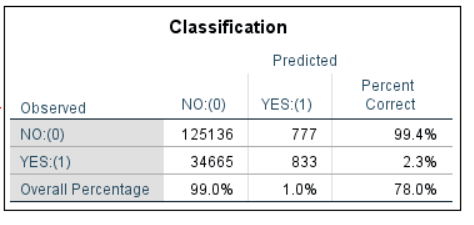 Classification
Predicted
Observed NO:(0) YES:(1) Percent Correct
NO:(0) 125136 777 99.4%
YES:(1) 34665 833 2.3%
Overall Percentage 99.0% 1.0% 78.0%